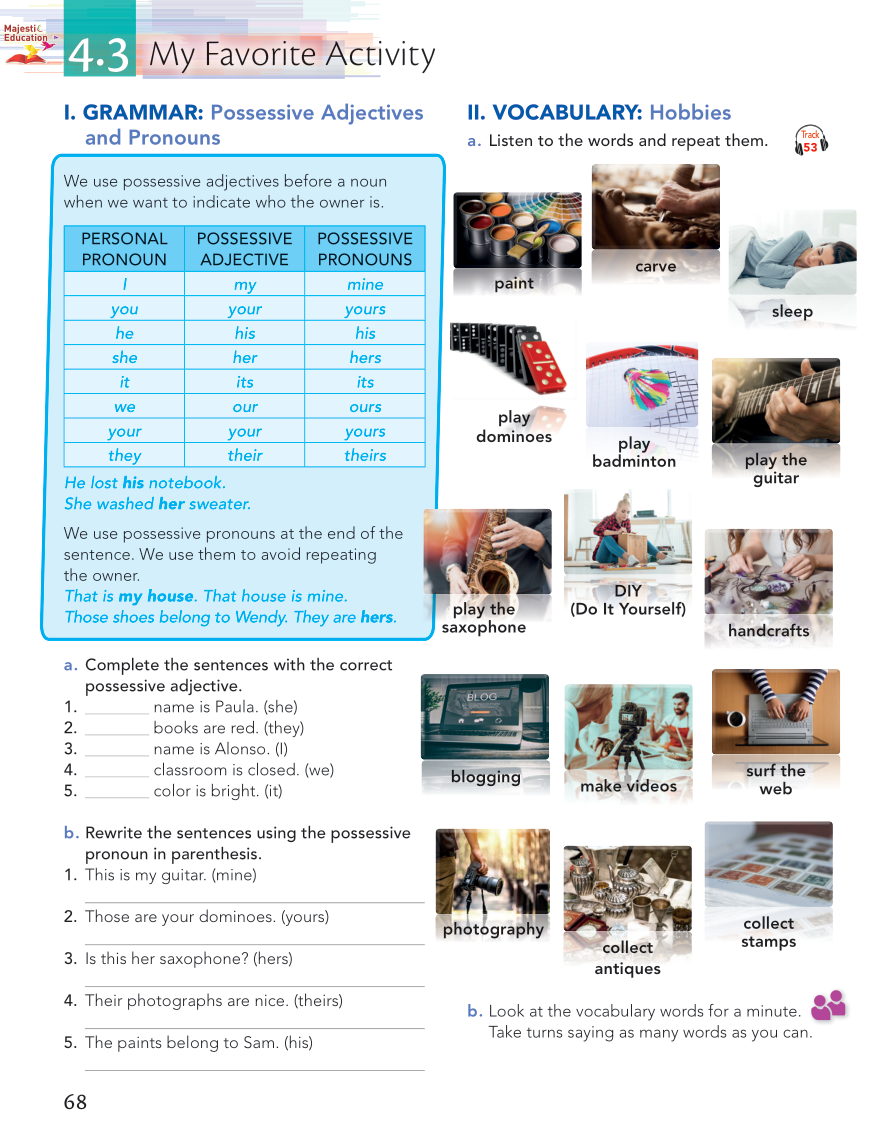 Majestic
Education
4.3 My Favorite Activity
I. GRAMMAR: Possessive Adjectives
and Pronouns
We use possessive adjectives before a noun
when we want to indicate who the owner is.
PERSONAL PRONOUN POSSESSIVE ADJECTIVE POSSESSIVE PRONOUNS
I my mine
you your yours
he his his
she her hers
it its its
we our ours
your your yours
they their theirs
He lost his notebook.
She washed her sweater.
We use possessive pronouns at the end of the
sentence. We use them to avoid repeating
the owner.
That is my house. That house is mine.
Those shoes belong to Wendy. They are hers.
a. Complete the sentences with the correct
possessive adjective.
1. ________ name is Paula. (she)
2. ________ books are red. (they)
3. ________ name is Alonso. (I)
4. ________ classroom is closed. (we)
5. ________ color is bright. (it)
b. Rewrite the sentences using the possessive
pronoun in parenthesis.
1. This is my guitar. (mine)
2. Those are your dominoes. (yours)
3. Is this her saxophone? (hers)
4. Their photographs are nice. (theirs)
5. The paints belong to Sam. (his)
68
II. VOCABULARY: Hobbies
a. Listen to the words and repeat them.
Track
53
paint
carve
sleep
play
dominoes
play
badminton
play the
guitar
play the
saxophone
DIY
(Do It Yourself)
handcrafts
BLOG
blogging
make videos
surf the
web
photography
collect
antiques
collect
stamps
b. Look at the vocabulary words for a minute.
Take turns saying as many words as you can.